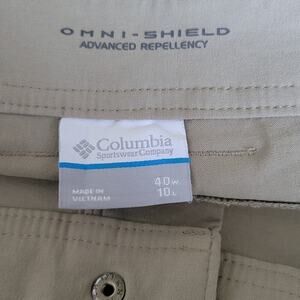 OMNI-SHIELD
ADVANCED REPELLENCY
Columbia
Sportswear Company
MADE IN
VIETNAM
40W
10L